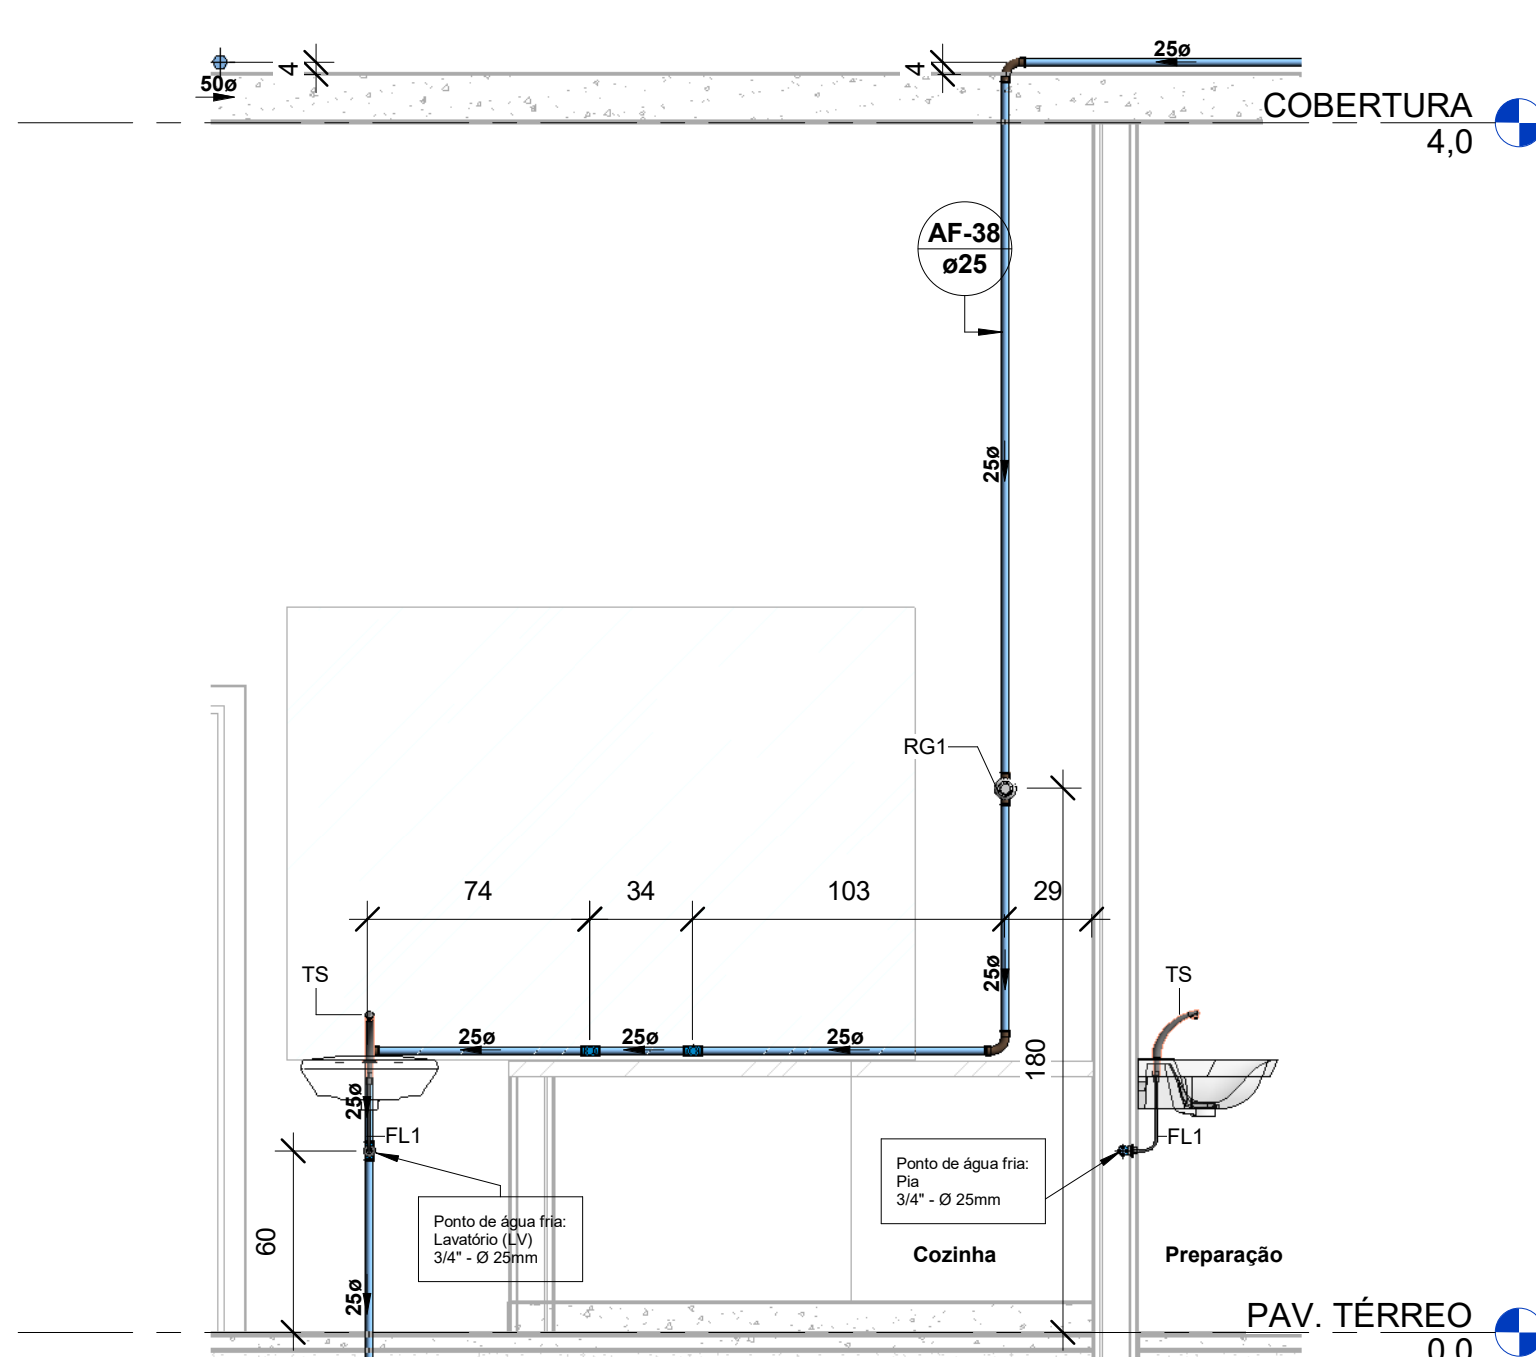 25ø
4
4
50ø
COBERTURA
4,0
AF-38
ø25
25ø
RG1
74
34
103
29
25ø
TS
TS
25ø
25ø
25ø
180
25ø
FL1
FL1
Ponto de água fria:
Pia
3/4" - Ø 25mm
Ponto de água fria:
Lavatório (LV)
3/4" - Ø 25mm
60
Cozinha
Preparação
25ø
PAV. TÉRREO
0,0